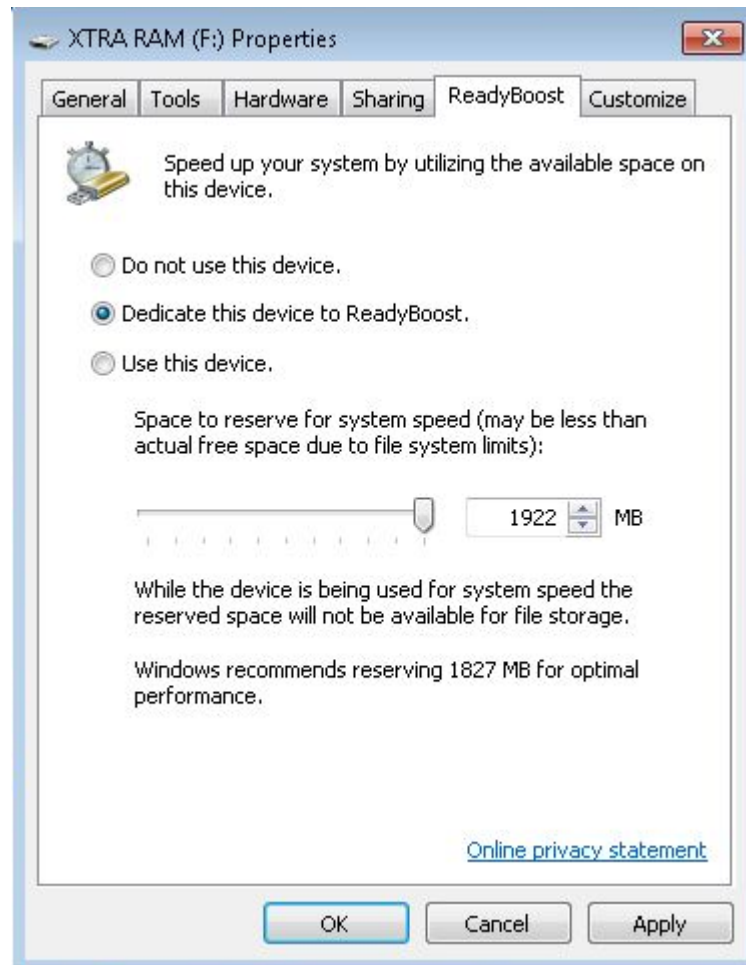 XTRA RAM (F:) Properties
General Tools Hardware Sharing ReadyBoost Customize
Speed up your system by utilizing the available space on
this device.
Do not use this device.
Dedicate this device to ReadyBoost.
Use this device.
Space to reserve for system speed (may be less than
actual free space due to file system limits):
1922 MB
While the device is being used for system speed the
reserved space will not be available for file storage.
Windows recommends reserving 1827 MB for optimal
performance.
Online privacy statement
OK Cancel Apply